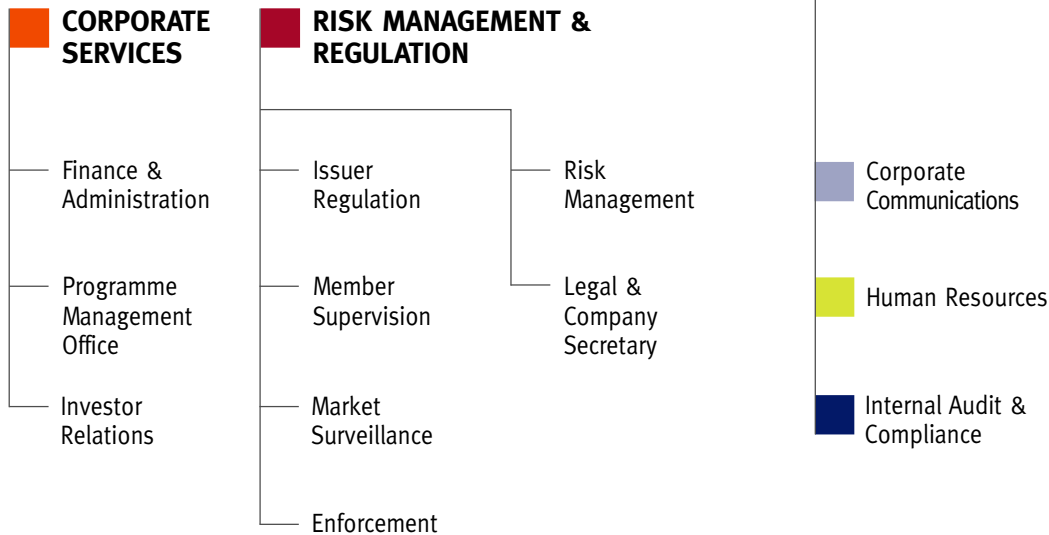 CORPORATE
SERVICES
Finance &
Administration
Programme
Management
Office
Investor
Relations
RISK MANAGEMENT &
REGULATION
Issuer
Regulation
Member
Supervision
Market
Surveillance
Enforcement
Risk
Management
Legal &
Company
Secretary
Corporate
Communications
Human Resources
Internal Audit &
Compliance